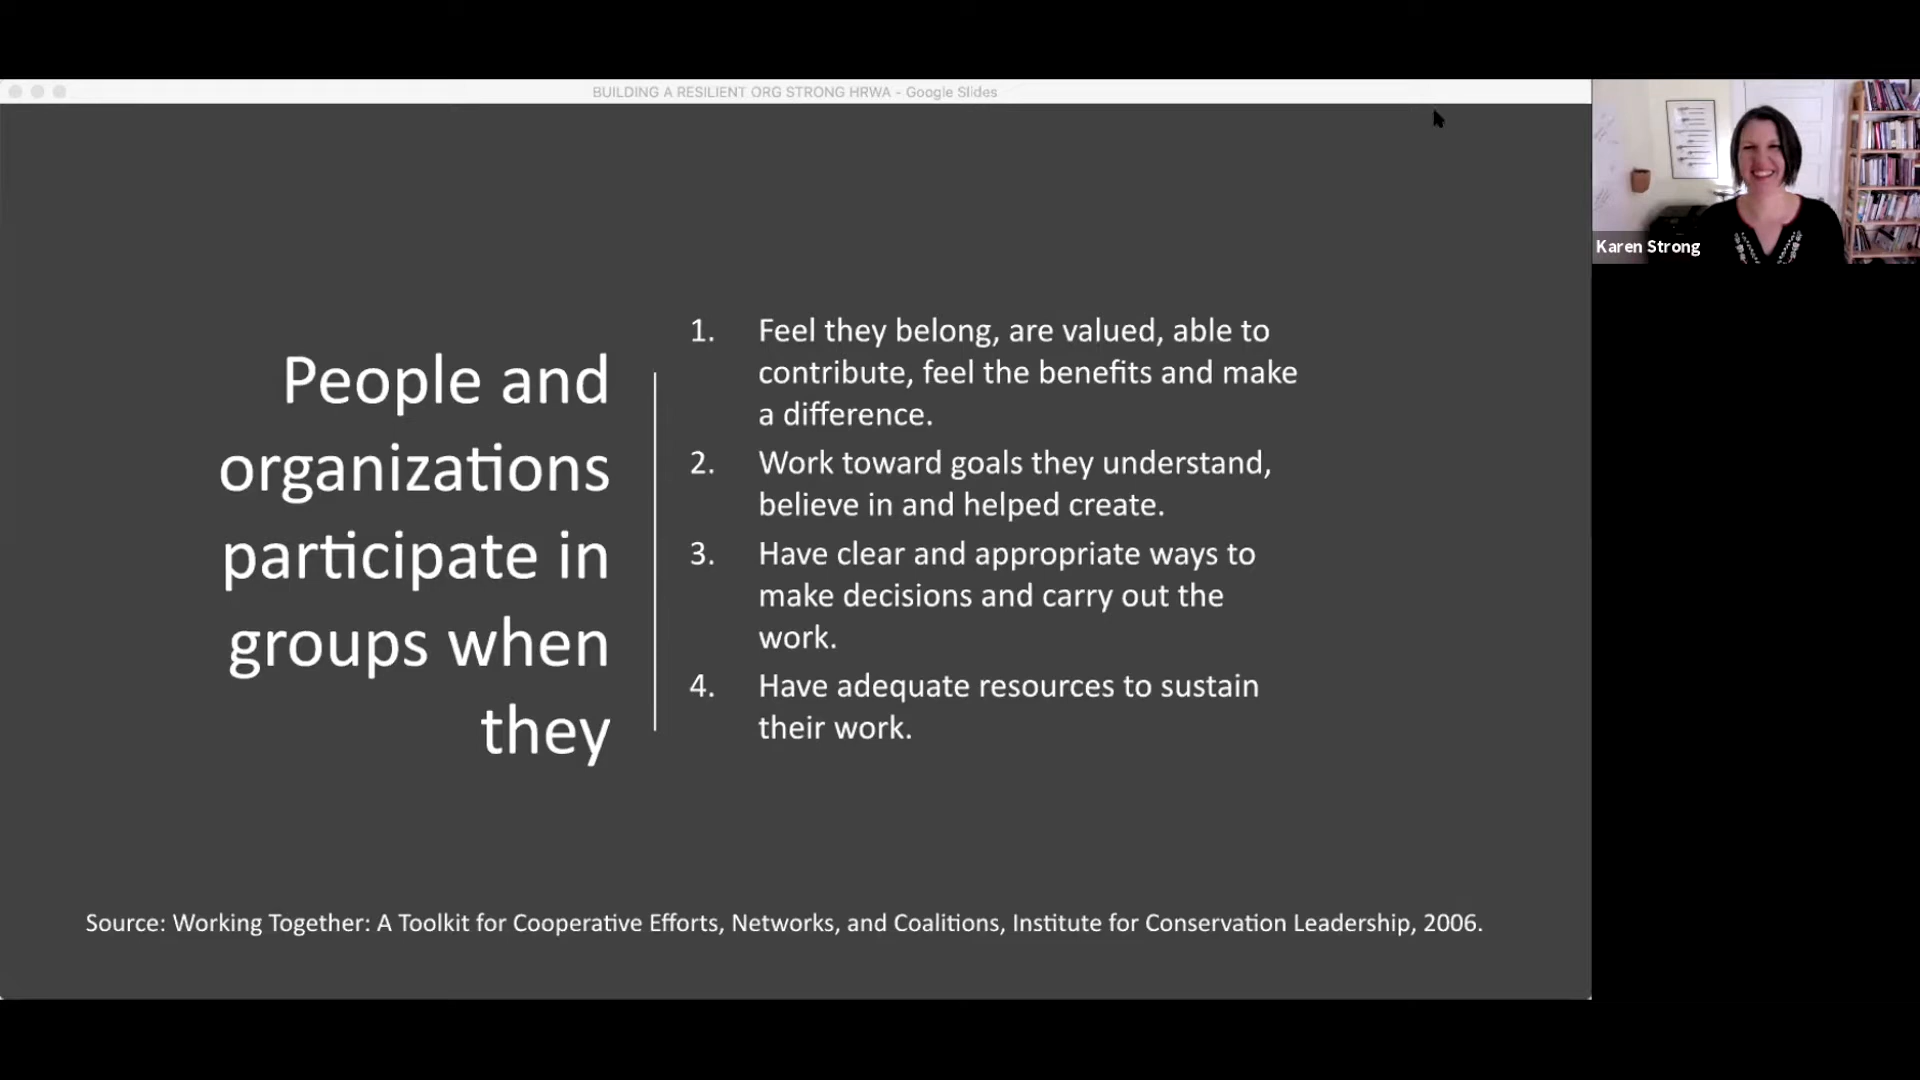 BUILDING A RESILIENT ORG STRONG HRWA - Google Slides
Karen Strong
People and
organizations
participate in
groups when
they
1. Feel they belong, are valued, able to
contribute, feel the benefits and make
a difference.
2. Work toward goals they understand,
believe in and helped create.
3. Have clear and appropriate ways to
make decisions and carry out the
work.
4. Have adequate resources to sustain
their work.
Source: Working Together: A Toolkit for Cooperative Efforts, Networks, and Coalitions, Institute for Conservation Leadership, 2006.